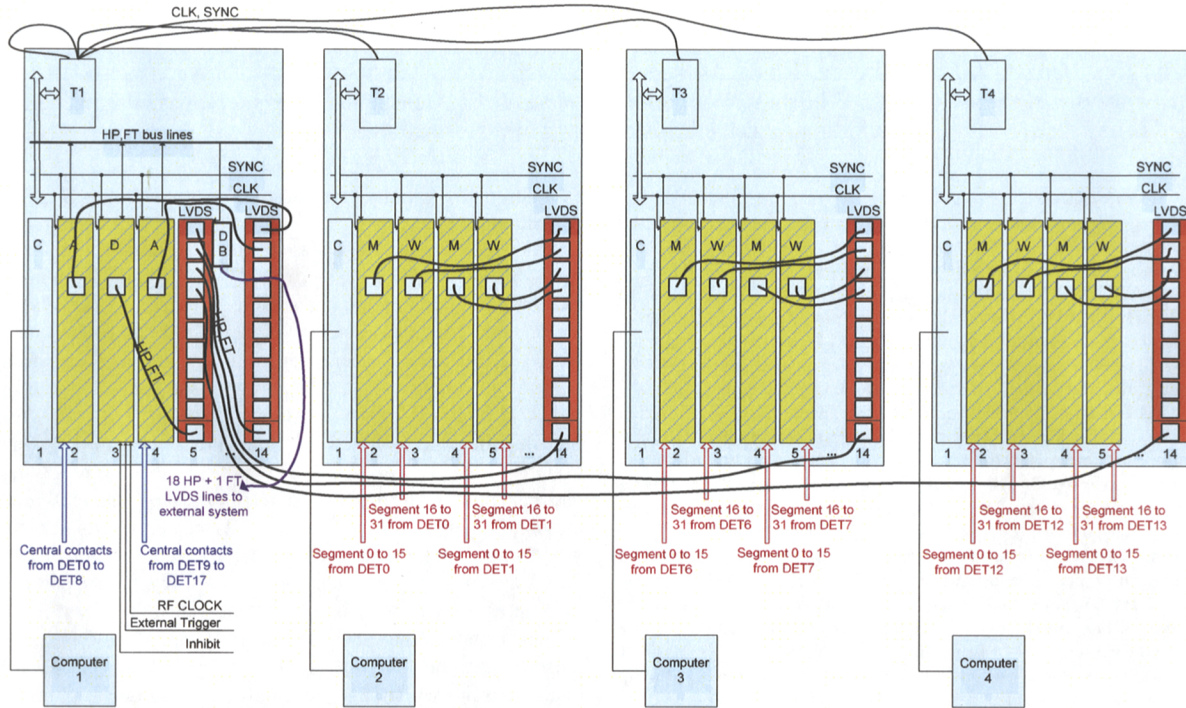 CLK, SYNC
T1
T2
T3
T4
HP,FT bus lines
SYNC
CLK
SYNC
CLK
SYNC
CLK
SYNC
CLK
LVDS
LVDS
LVDS
LVDS
LVDS
C
A
D
A
D
B
C
M
W
M
W
C
M
W
M
W
C
M
W
M
W
HP,FT
HP,FT
1
2
3
4
5
...
14
1
2
3
4
5
...
14
1
2
3
4
5
...
14
1
2
3
4
5
...
14
18 HP + 1 FT
LVDS lines to
external system
Central contacts
from DET0 to
DET8
Central contacts
from DET9 to
DET17
Segment 16 to
31 from DET0
Segment 16 to
31 from DET1
Segment 0 to 15
from DET0
Segment 0 to 15
from DET1
Segment 16 to
31 from DET6
Segment 16 to
31 from DET7
Segment 0 to 15
from DET6
Segment 0 to 15
from DET7
Segment 16 to
31 from DET12
Segment 16 to
31 from DET13
Segment 0 to 15
from DET12
Segment 0 to 15
from DET13
RF CLOCK
External Trigger
Inhibit
Computer
1
Computer
2
Computer
3
Computer
4